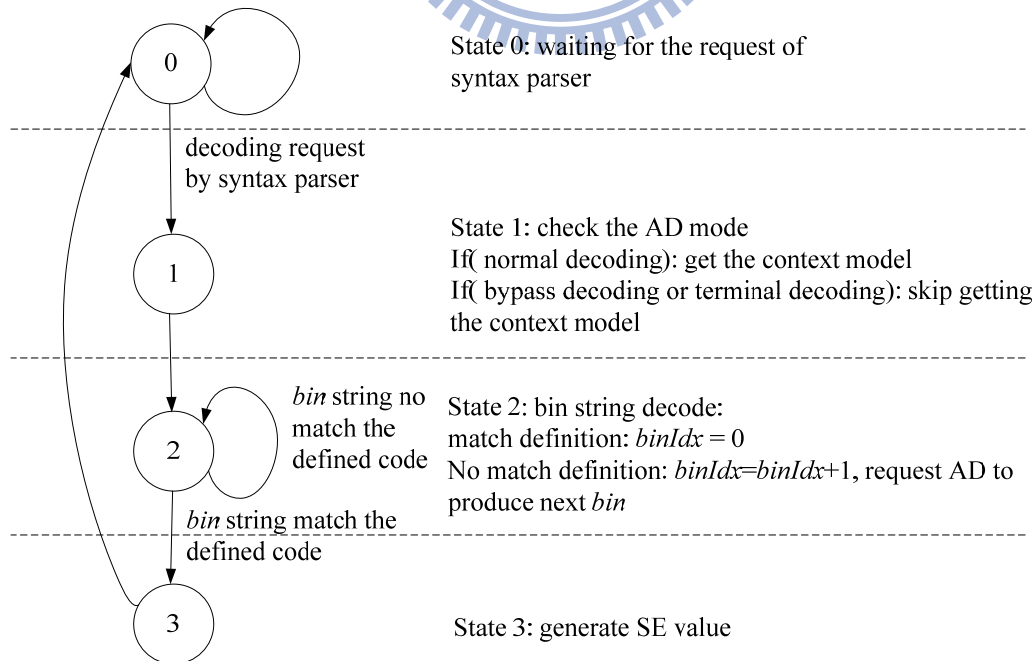 0
State 0: waiting for the request of
syntax parser
decoding request
by syntax parser
1
State 1: check the AD mode
If( normal decoding): get the context model
If( bypass decoding or terminal decoding): skip getting
the context model
2
bin string no
match the
defined code
State 2: bin string decode:
match definition: binIdx = 0
No match definition: binIdx=binIdx+1, request AD to
produce next bin
bin string match the
defined code
3
State 3: generate SE value